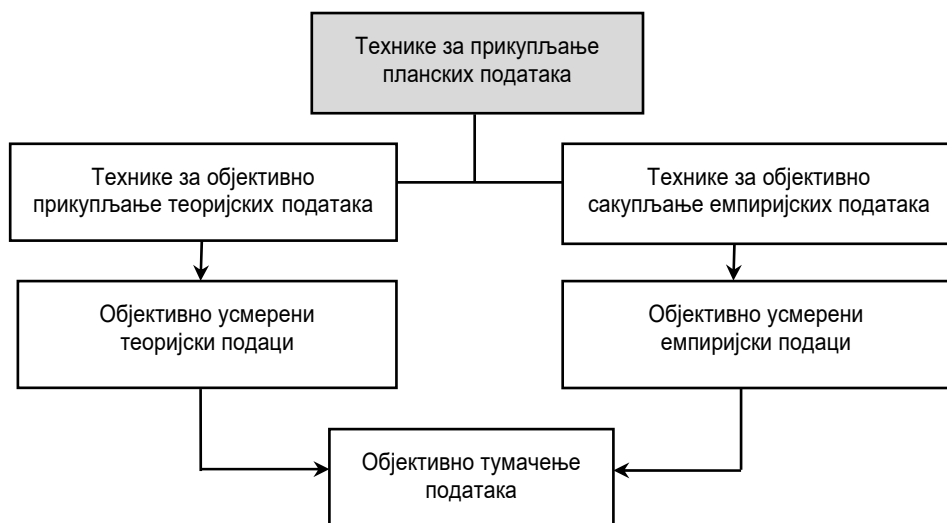 Технике за прикупљање
планских података
Технике за објективно
прикупљање теоријских података
Технике за објективно
сакупљање емпиријских података
Објективно усмерени
теоријски подаци
Објективно усмерени
емпиријски подаци
Објективно тумачење
података